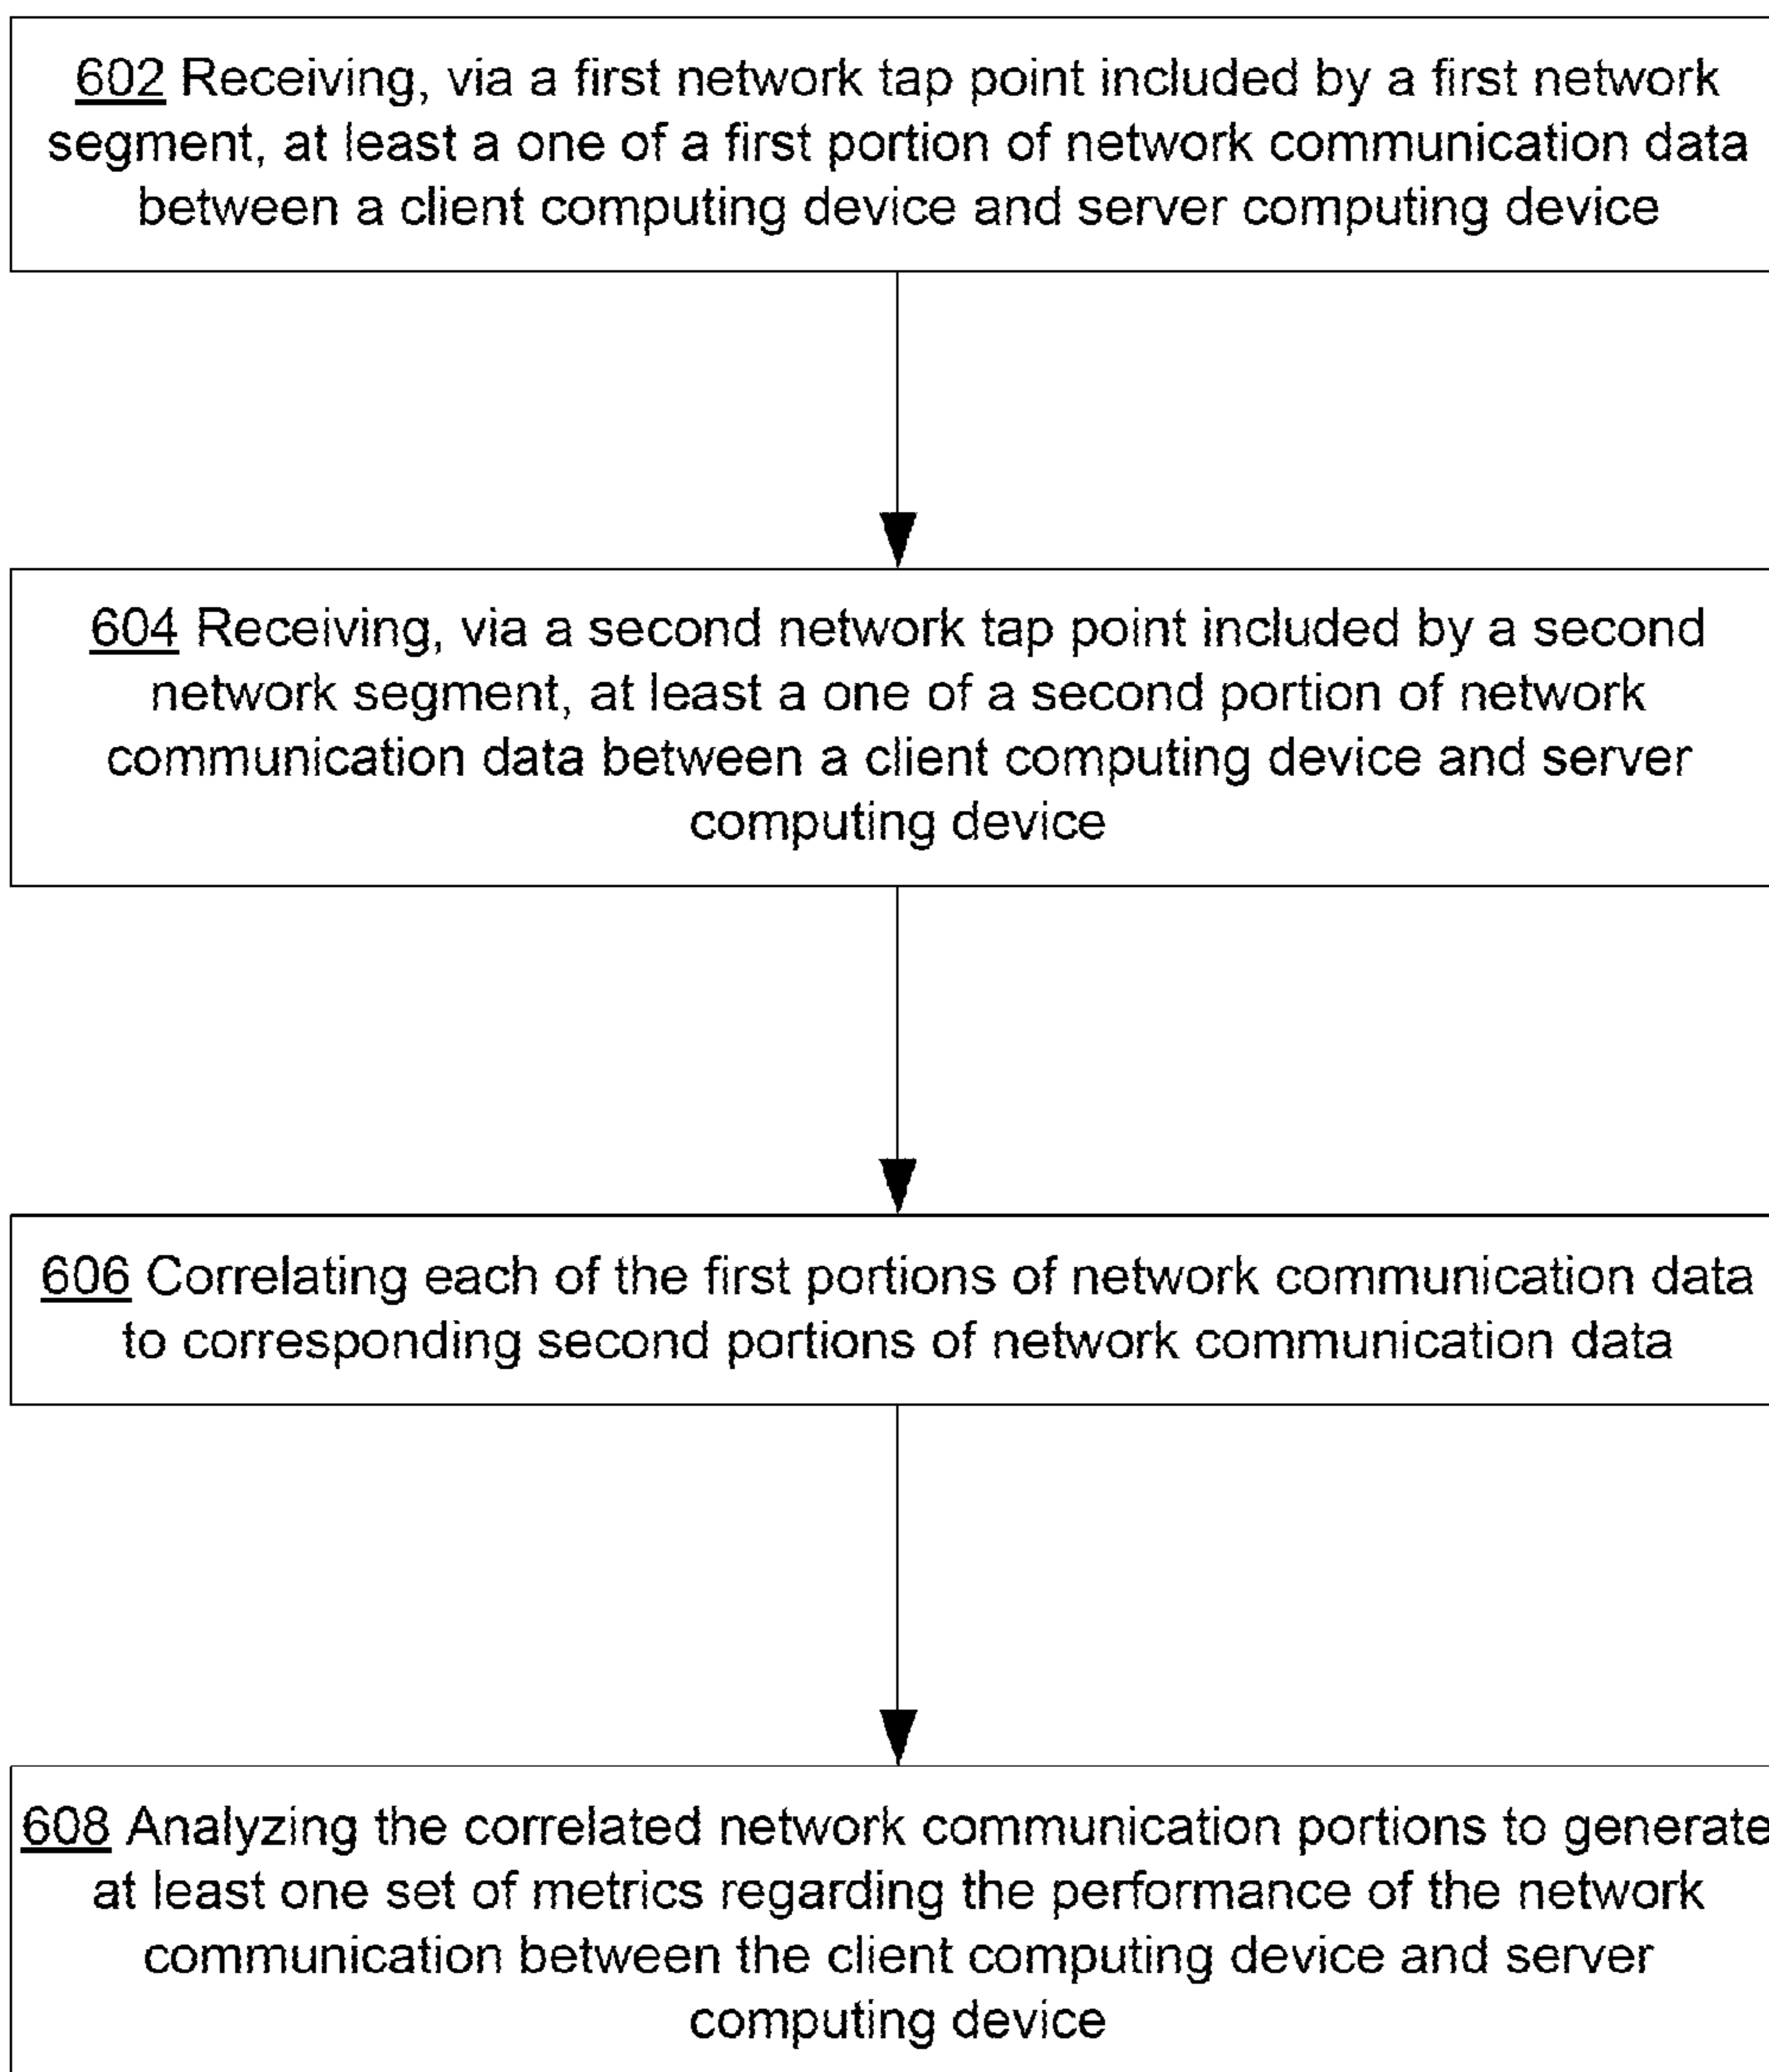 602 Receiving, via a first network tap point included by a first network
segment, at least a one of a first portion of network communication data
between a client computing device and server computing device
604 Receiving, via a second network tap point included by a second
network segment, at least a one of a second portion of network
communication data between a client computing device and server
computing device
606 Correlating each of the first portions of network communication data
to corresponding second portions of network communication data
608 Analyzing the correlated network communication portions to generate
at least one set of metrics regarding the performance of the network
communication between the client computing device and server
computing device